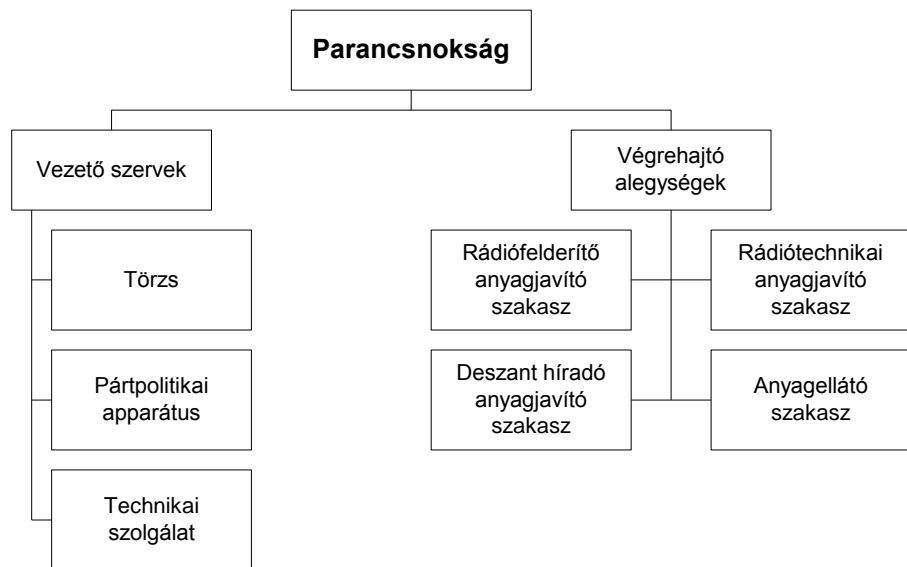 Parancsnokság
Vezető szervek
Törzs
Pártpolitikai
apparátus
Technikai
szolgálat
Végrehajtó
alegységek
Rádiófelderítő
anyagjavító
szakasz
Rádiótechnikai
anyagjavító
szakasz
Deszant híradó
anyagjavító
szakasz
Anyagellátó
szakasz